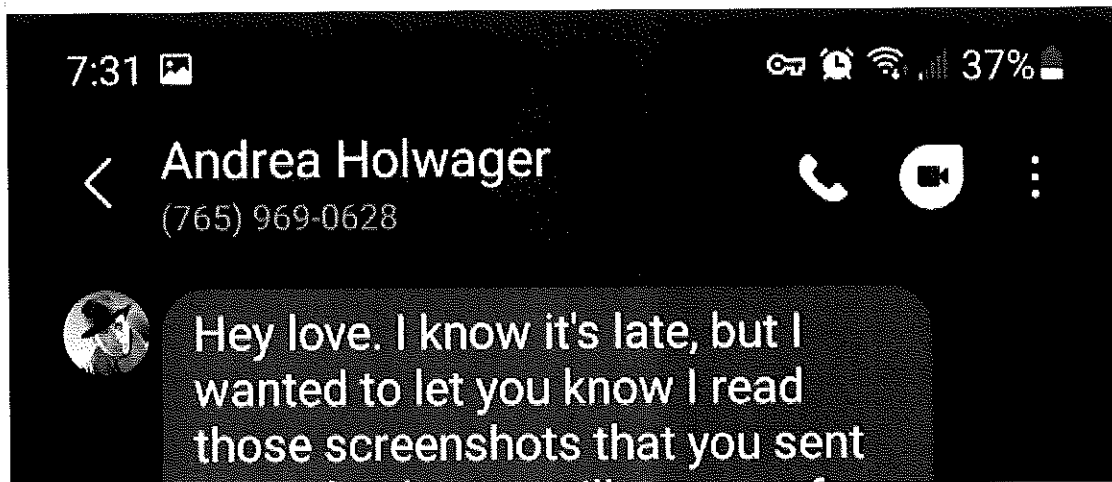 7:31
37%
Andrea Holwager
(765) 969-0628
Hey love. I know it's late, but I
wanted to let you know I read
those screenshots that you sent